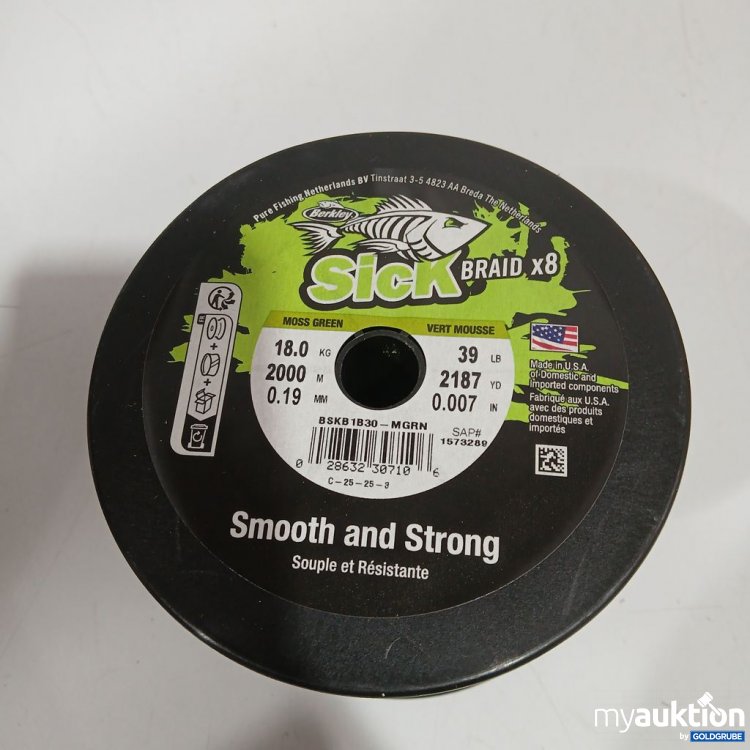 Pure Fishing Netherlands BV Tinstraat 3-5 4823 AA Breda The Netherlands
Berkley
SicK BRAID x8
MOSS GREEN
VERT MOUSSE
18.0 KG
39 LB
2000 M
2187 YD
0.19 MM
0.007 IN
BSKB1B30-MGRN
SAP#
1573289
0 28632 30710 6
C-25-25-3
Made in U.S.A.
of Domestic and
imported components
Fabriqué aux U.S.A.
avec des produits
domestiques et
importés
Smooth and Strong
Souple et Résistante
myauktion
by GOLDGRUBE